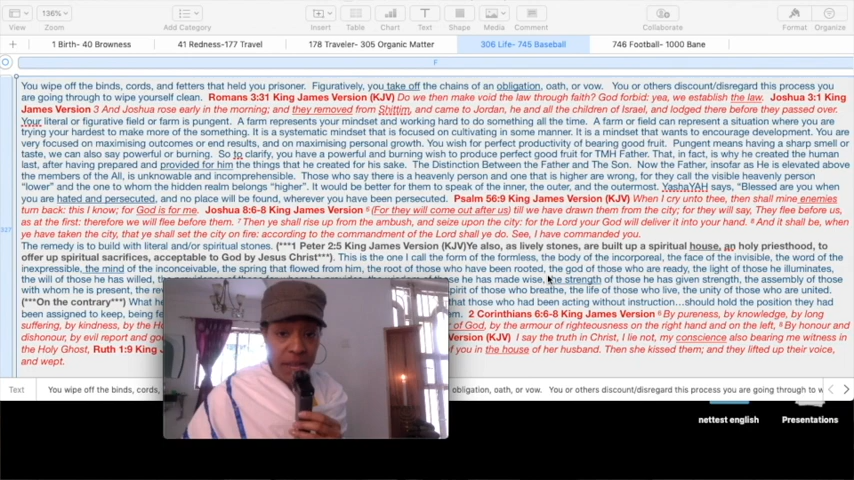 136%
View
Zoom
Add Category
Insert
Table
Chart
Text
Shape
Media
Comment
Collaborate
Format
Organize
1 Birth- 40 Browness
41 Redness-177 Travel
178 Traveler- 305 Organic Matter
306 Life- 745 Baseball
746 Football- 1000 Bane
F
You wipe off the binds, cords, and fetters that held you prisoner. Figuratively, you take off the chains of an obligation, oath, or vow. You or others discount/disregard this process you
are going through to wipe yourself clean. Romans 3:31 King James Version (KJV) Do we then make void the law through faith? God forbid: yea, we establish the law. Joshua 3:1 King
James Version 3 And Joshua rose early in the morning; and they removed from Shittim, and came to Jordan, he and all the children of Israel, and lodged there before they passed over.
Your literal or figurative field or farm is pungent. A farm represents your mindset and working hard to do something all the time. A farm or field can represent a situation where you are
trying your hardest to make more of the something. It is a systematic mindset that is focused on cultivating in some manner. It is a mindset that wants to encourage development. You are
very focused on maximising outcomes or end results, and on maximising personal growth. You wish for perfect productivity of bearing good fruit. Pungent means having a sharp smell or
taste, we can also say powerful or burning. So to clarify, you have a powerful and burning wish to produce perfect good fruit for TMH Father. That, in fact, is why he created the human
last, after having prepared and provided for him the things that he created for his sake. The Distinction Between the Father and The Son. Now the Father, insofar as He is elevated above
the members of the All, is unknowable and incomprehensible. Those who say there is a heavenly person and one that is higher are wrong, for they call the visible heavenly person
"lower" and the one to whom the hidden realm belongs "higher". It would be better for them to speak of the inner, the outer, and the outermost. YashaYAH says, "Blessed are you when
you are hated and persecuted, and no place will be found, wherever you have been persecuted. Psalm 56:9 King James Version (KJV) When I cry unto thee, then shall mine enemies
turn back: this I know; for God is for me. Joshua 8:6-8 King James Version 6 (For they will come out after us) till we have drawn them from the city; for they will say, They flee before us,
as at the first: therefore we will flee before them. 7 Then ye shall rise up from the ambush, and seize upon the city: for the Lord your God will deliver it into your hand. 8 And it shall be, when
ye have taken the city, that ye shall set the city on fire: according to the commandment of the Lord shall ye do. See, I have commanded you.
327
The remedy is to build with literal and/or spiritual stones. (***1 Peter 2:5 King James Version (KJV)Ye also, as lively stones, are built up a spiritual house, an holy priesthood, to
offer up spiritual sacrifices, acceptable to God by Jesus Christ***). This is the one I call the form of the formless, the body of the incorporeal, the face of the invisible, the word of the
inexpressible, the mind of the inconceivable, the spring that flowed from him, the root of those who have been rooted, the god of those who are ready, the light of those he illuminates,
the will of those he has willed, the providence of those he has made wise, the strength of those he has given strength, the assembly of those
with whom he is present, the rev spirit of those who breathe, the life of those who live, the unity of those who are united.
(***On the contrary***) What he that those who had been acting without instruction…should hold the position they had
been assigned to keep, being fe 2 Corinthians 6:6-8 King James Version 6 By pureness, by knowledge, by long
suffering, by kindness, by the Ho of God, by the armour of righteousness on the right hand and on the left, 8 By honour and
dishonour, by evil report and go Version (KJV) I say the truth in Christ, I lie not, my conscience also bearing me witness in
the Holy Ghost, Ruth 1:9 King J of you in the house of her husband. Then she kissed them; and they lifted up their voice,
and wept.
Text
You wipe off the binds, cords, obligation, oath, or vow. You or others discount/disregard this process you are going through to w
nettest english
Presentations